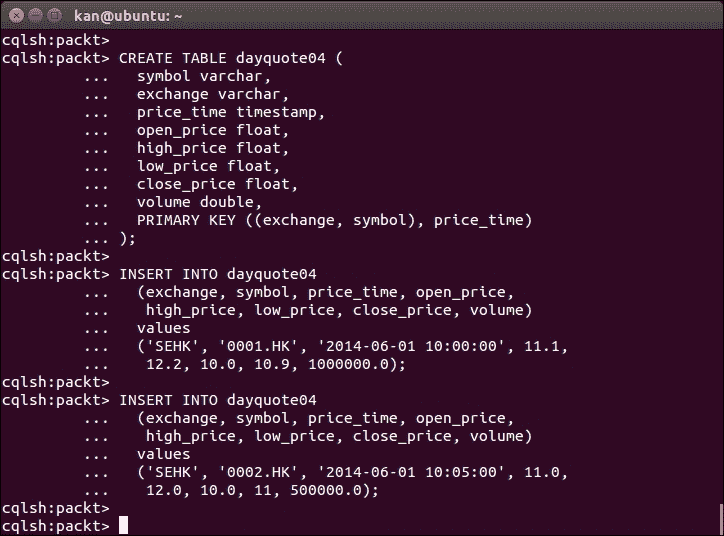 kan@ubuntu: ~
cqlsh:packt>
cqlsh:packt> CREATE TABLE dayquote04 (
         ...   symbol varchar,
         ...   exchange varchar,
         ...   price_time timestamp,
         ...   open_price float,
         ...   high_price float,
         ...   low_price float,
         ...   close_price float,
         ...   volume double,
         ...   PRIMARY KEY ((exchange, symbol), price_time)
         ... );
cqlsh:packt>
cqlsh:packt> INSERT INTO dayquote04
         ...   (exchange, symbol, price_time, open_price,
         ...    high_price, low_price, close_price, volume)
         ...   values
         ...   ('SEHK', '0001.HK', '2014-06-01 10:00:00', 11.1,
         ...    12.2, 10.0, 10.9, 1000000.0);
cqlsh:packt>
cqlsh:packt> INSERT INTO dayquote04
         ...   (exchange, symbol, price_time, open_price,
         ...    high_price, low_price, close_price, volume)
         ...   values
         ...   ('SEHK', '0002.HK', '2014-06-01 10:05:00', 11.0,
         ...    12.0, 10.0, 11, 500000.0);
cqlsh:packt>
cqlsh:packt>